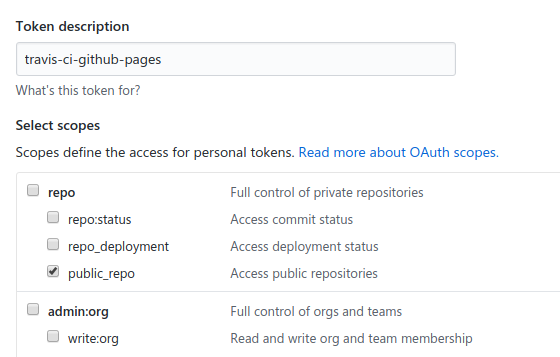 Token description
travis-ci-github-pages
What's this token for?
Select scopes
Scopes define the access for personal tokens. Read more about OAuth scopes.
repo Full control of private repositories
repo:status Access commit status
repo_deployment Access deployment status
public_repo Access public repositories
admin:org Full control of orgs and teams
write:org Read and write org and team membership